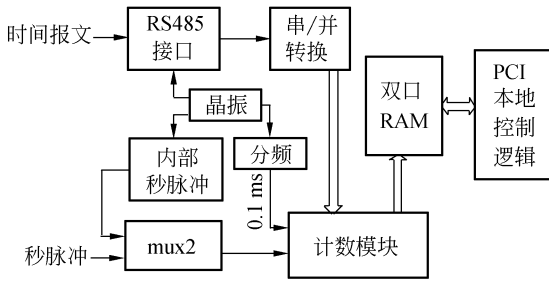 时间报文
RS485
接口
串/并
转换
晶振
双口
RAM
PCI
本地
控制
逻辑
内部
秒脉冲
分频
0.1 ms
秒脉冲
mux2
计数模块